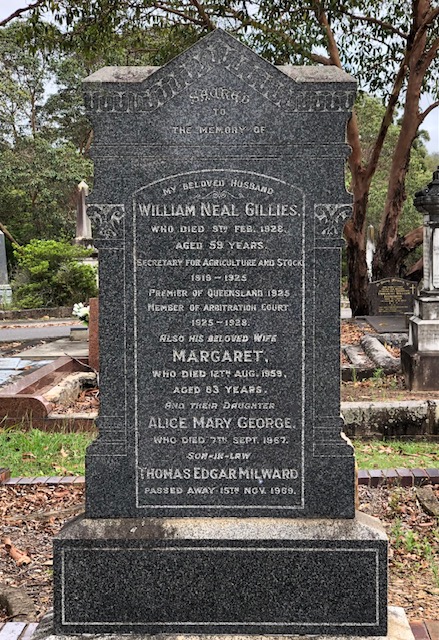 SACRED
TO
THE MEMORY OF
MY BELOVED HUSBAND
WILLIAM NEAL GILLIES,
WHO DIED 9TH FEB. 1928,
AGED 59 YEARS.
SECRETARY FOR AGRICULTURE AND STOCK
1919–1925
PREMIER OF QUEENSLAND 1925
MEMBER OF ARBITRATION COURT
1925–1928.
ALSO HIS BELOVED WIFE
MARGARET,
WHO DIED 12TH AUG. 1959,
AGED 83 YEARS.
AND THEIR DAUGHTER
ALICE MARY GEORGE,
WHO DIED 7TH SEPT. 1967.
SON-IN-LRW
THOMAS EDGAR MILWARD
PASSED AWAY 15TH NOV. 1969.